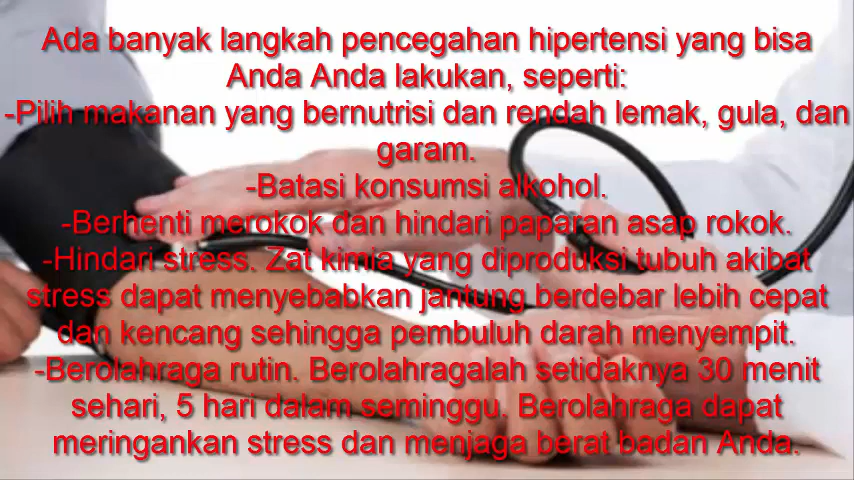 Ada banyak langkah pencegahan hipertensi yang bisa
Anda Anda lakukan, seperti:
-Pilih makanan yang bernutrisi dan rendah lemak, gula, dan
garam.
-Batasi konsumsi alkohol.
-Berhenti merokok dan hindari paparan asap rokok.
-Hindari stress. Zat kimia yang diproduksi tubuh akibat
stress dapat menyebabkan jantung berdebar lebih cepat
dan kencang sehingga pembuluh darah menyempit.
-Berolahraga rutin. Berolahragalah setidaknya 30 menit
sehari, 5 hari dalam seminggu. Berolahraga dapat
meringankan stress dan menjaga berat badan Anda.